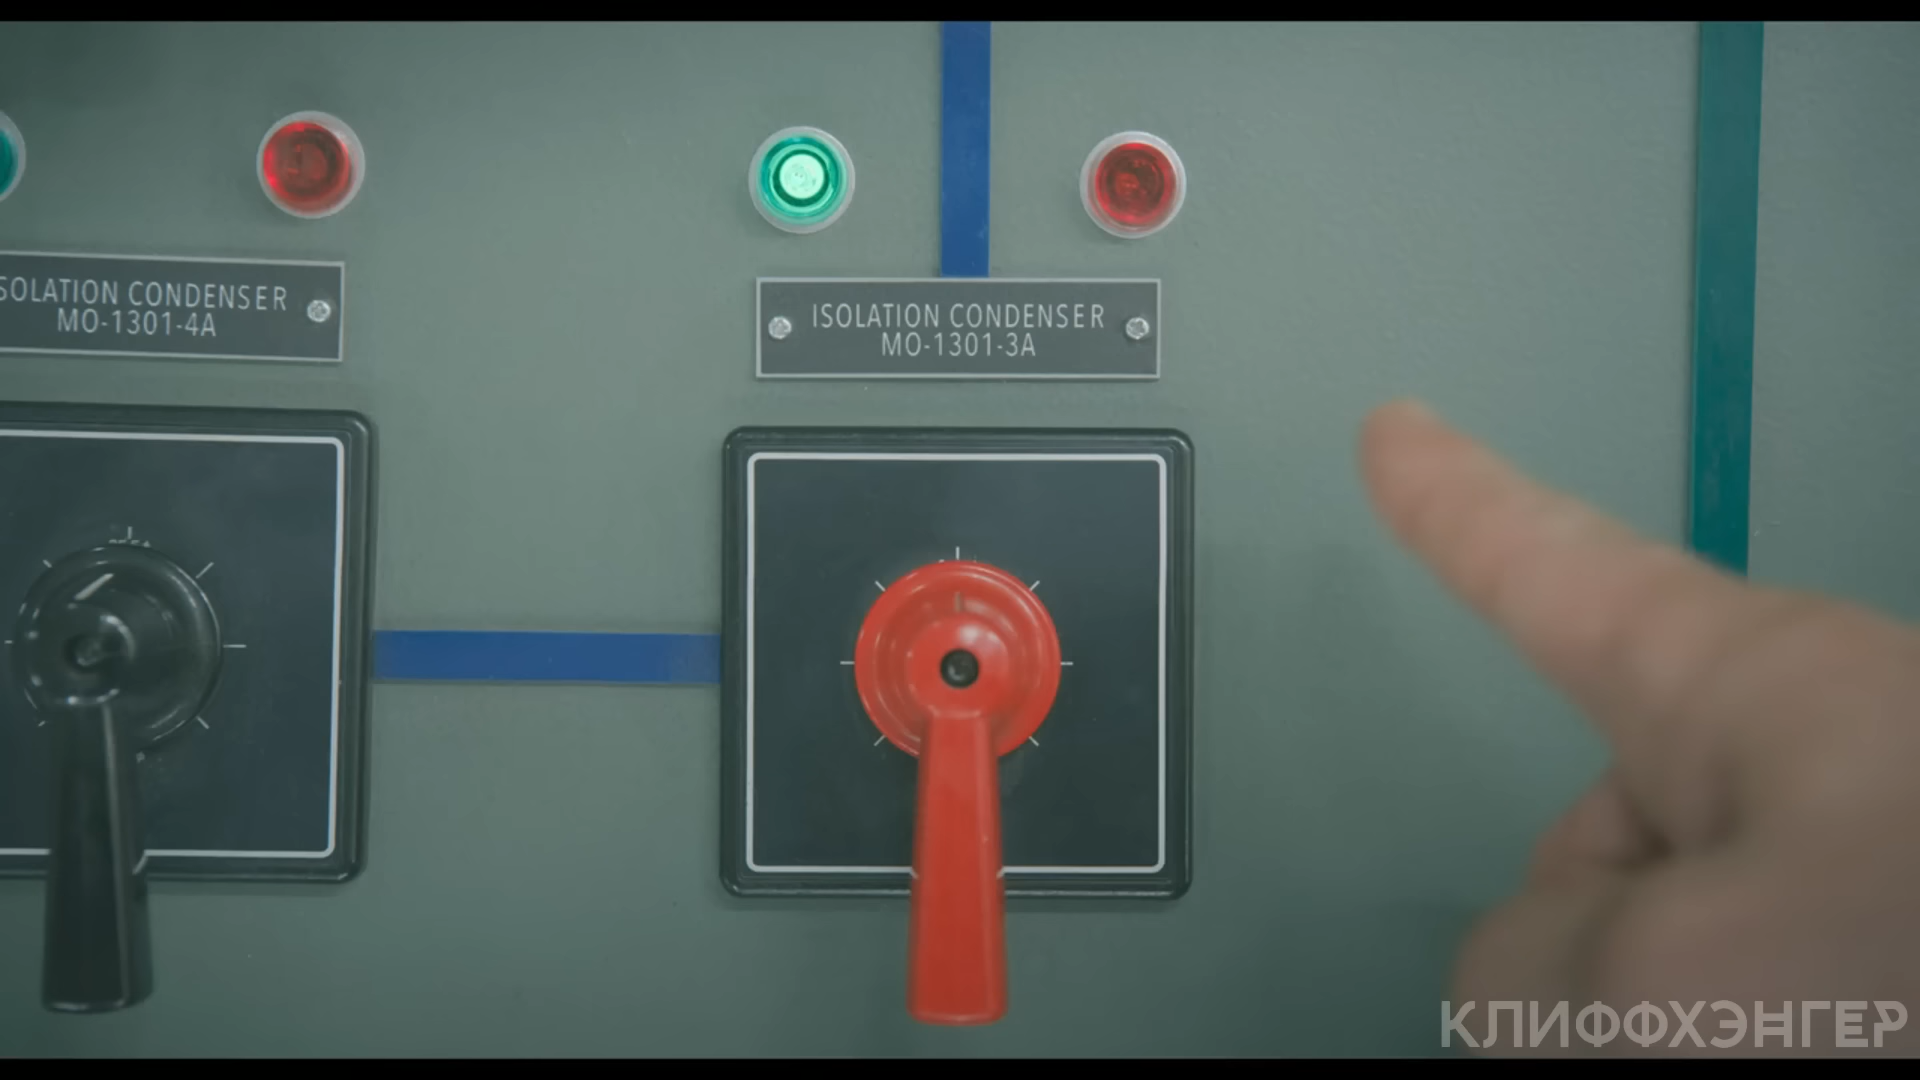 SOLATION CONDENSER
MO-1301-4A
ISOLATION CONDENSER
MO-1301-3A
КЛИФФХЭНГЕР